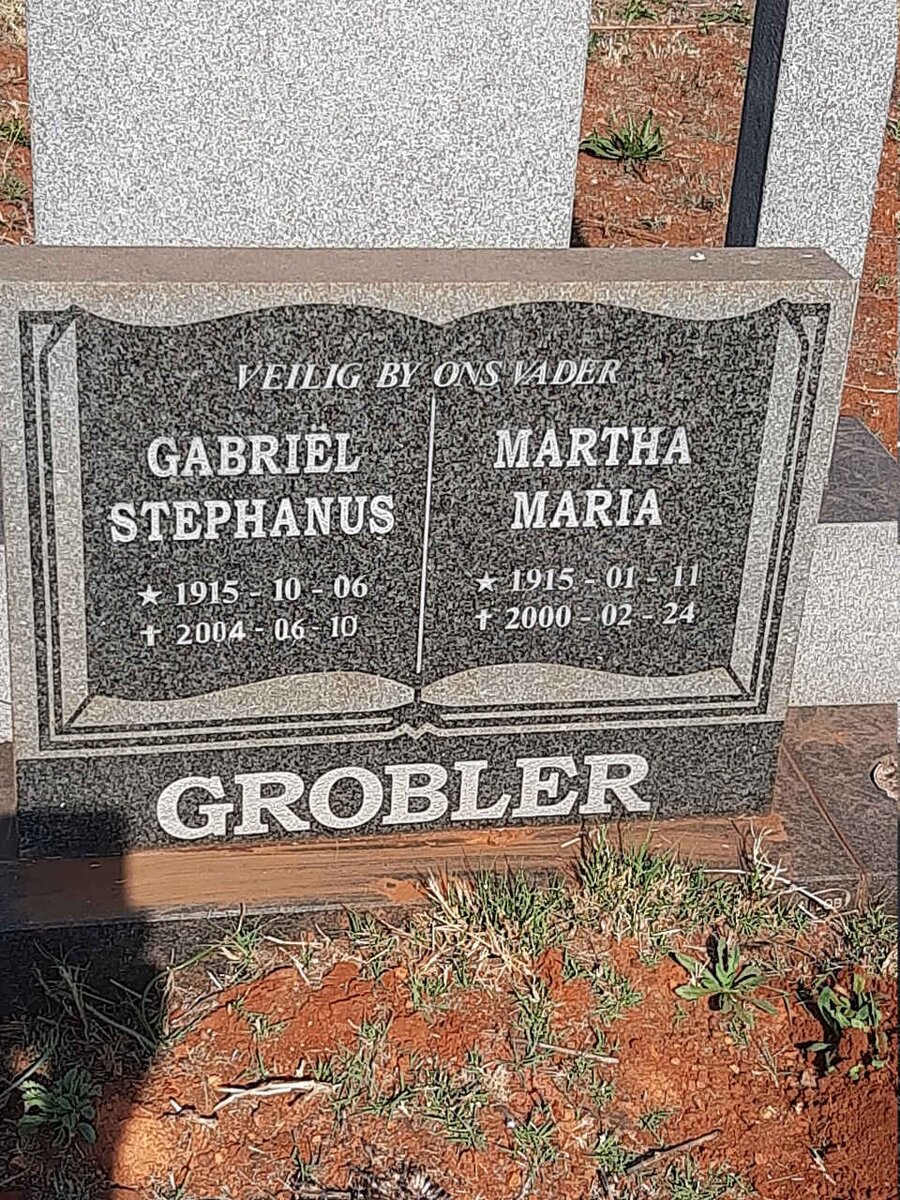 VEILIG BY ONS VADER
GABRIËL
STEPHANUS
★ 1915 - 10 - 06
✝ 2004 - 06 - 10
MARTHA
MARIA
★ 1915 - 01 - 11
✝ 2000 - 02 - 24
GROBLER